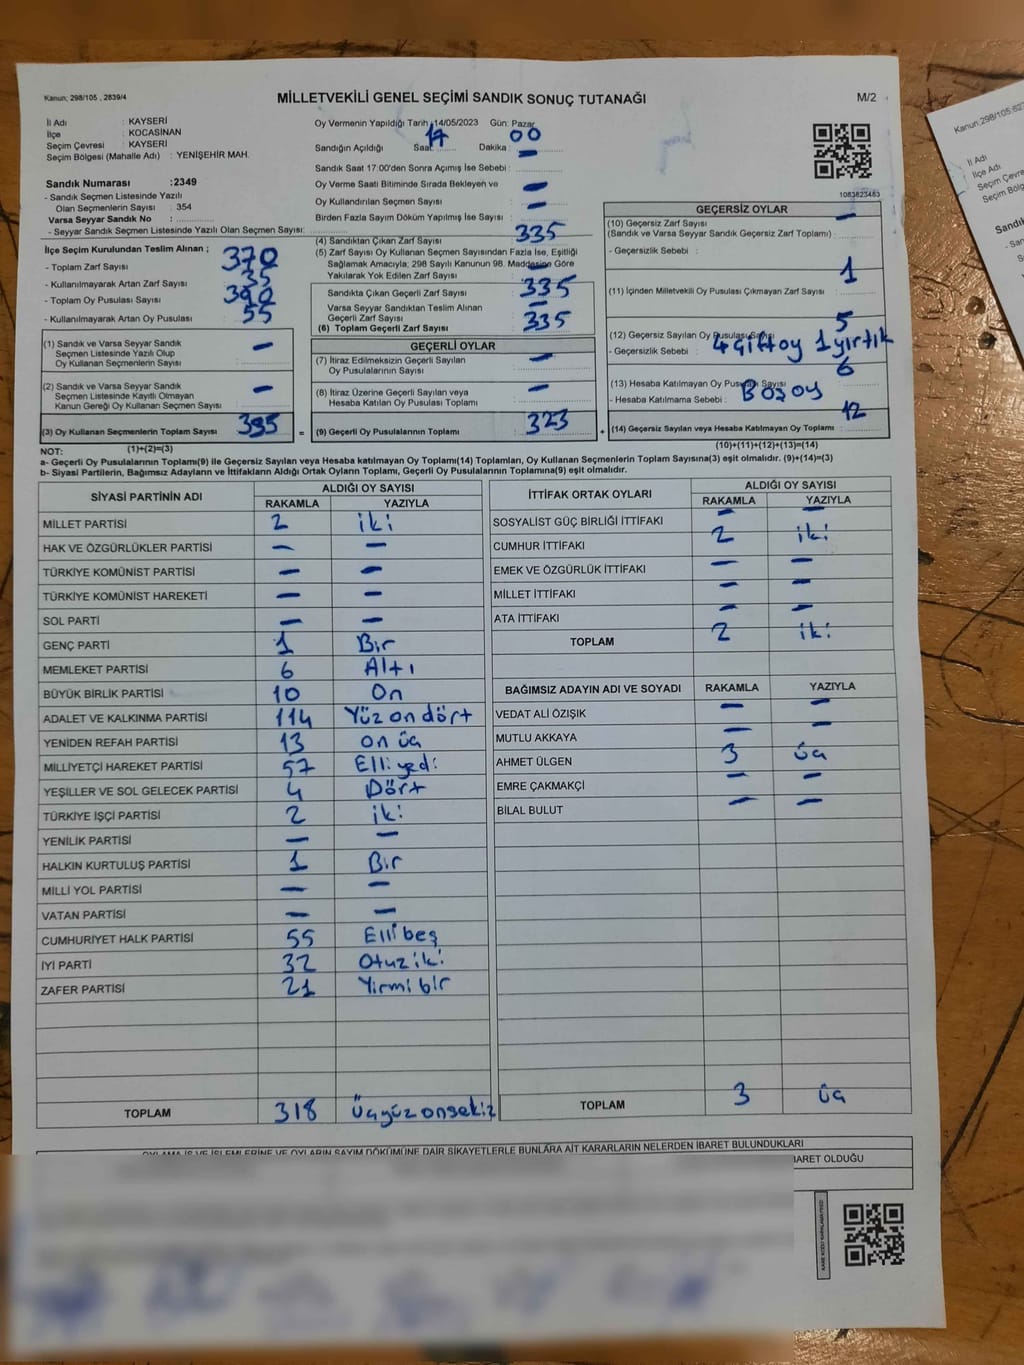 Kanun; 298/105 , 2839/4
MİLLETVEKİLİ GENEL SEÇİMİ SANDIK SONUÇ TUTANAĞI
M/2
İl Adı : KAYSERİ
İlçe : KOCASİNAN
Seçim Çevresi : KAYSERİ
Seçim Bölgesi (Mahalle Adı) : YENİŞEHİR MAH.
Sandık Numarası :2349
- Sandık Seçmen Listesinde Yazılı
Olan Seçmenlerin Sayısı : 354
Varsa Seyyar Sandık No :
- Seyyar Sandık Seçmen Listesinde Yazılı Olan Seçmen Sayısı:
Oy Vermenin Yapıldığı Tarih :14/05/2023 Gün: Pazar
Sandığın Açıldığı Saat: 17 Dakika: 00
Sandık Saat 17:00'den Sonra Açımış İse Sebebi : -
Oy Verme Saati Bitiminde Sırada Bekleyen ve
Oy Kullandırılan Seçmen Sayısı : -
Birden Fazla Sayım Döküm Yapılmış İse Sayısı : -
1083823483
İlçe Seçim Kurulundan Teslim Alınan ;
- Toplam Zarf Sayısı : 370
- Kullanılmayarak Artan Zarf Sayısı : 35
- Toplam Oy Pusulası Sayısı : 390
- Kullanılmayarak Artan Oy Pusulası : 55
(4) Sandıktan Çıkan Zarf Sayısı : 335
(5) Zarf Sayısı Oy Kullanan Seçmen Sayısından Fazla İse, Eşitliği
Sağlamak Amacıyla; 298 Sayılı Kanunun 98. Maddesine Göre
Yakılarak Yok Edilen Zarf Sayısı : -
Sandıkta Çıkan Geçerli Zarf Sayısı : 335
Varsa Seyyar Sandıktan Teslim Alınan
Geçerli Zarf Sayısı : -
(6) Toplam Geçerli Zarf Sayısı : 335
GEÇERSİZ OYLAR
(10) Geçersiz Zarf Sayısı : -
(Sandık ve Varsa Seyyar Sandık Geçersiz Zarf Toplamı) :
- Geçersizlik Sebebi :
(11) İçinden Milletvekili Oy Pusulası Çıkmayan Zarf Sayısı : 1
(12) Geçersiz Sayılan Oy Pusulası Sayısı : 5
- Geçersizlik Sebebi : 4 çift oy 1 yırtık
(13) Hesaba Katılmayan Oy Pusulası Sayısı : 6
- Hesaba Katılmama Sebebi : Boz oy
(14) Geçersiz Sayılan veya Hesaba Katılmayan Oy Toplamı : 12
(10)+(11)+(12)+(13)=(14)
(1) Sandık ve Varsa Seyyar Sandık
Seçmen Listesinde Yazılı Olup
Oy Kullanan Seçmenlerin Sayısı : -
(2) Sandık ve Varsa Seyyar Sandık
Seçmen Listesinde Kayıtlı Olmayan
Kanun Gereği Oy Kullanan Seçmen Sayısı : -
(3) Oy Kullanan Seçmenlerin Toplam Sayısı : 335 =
(1)+(2)=(3)
GEÇERLİ OYLAR
(7) İtiraz Edilmeksizin Geçerli Sayılan
Oy Pusulalarının Sayısı : -
(8) İtiraz Üzerine Geçerli Sayılan veya
Hesaba Katılan Oy Pusulası Toplamı : -
(9) Geçerli Oy Pusulalarının Toplamı : 323 +
NOT:
a- Geçerli Oy Pusulalarının Toplamı(9) ile Geçersiz Sayılan veya Hesaba Katılmayan Oy Toplamı(14) Toplamları, Oy Kullanan Seçmenlerin Toplam Sayısına(3) eşit olmalıdır. (9)+(14)=(3)
b- Siyasi Partilerin, Bağımsız Adayların ve İttifakların Aldığı Ortak Oyların Toplamı, Geçerli Oy Pusulalarının Toplamına(9) eşit olmalıdır.
SİYASİ PARTİNİN ADI ALDIĞI OY SAYISI
RAKAMLA YAZIYLA
MİLLET PARTİSİ 2 iki
HAK VE ÖZGÜRLÜKLER PARTİSİ - -
TÜRKİYE KOMÜNİST PARTİSİ - -
TÜRKİYE KOMÜNİST HAREKETİ - -
SOL PARTİ - -
GENÇ PARTİ 1 Bir
MEMLEKET PARTİSİ 6 Altı
BÜYÜK BİRLİK PARTİSİ 10 On
ADALET VE KALKINMA PARTİSİ 114 Yüz on dört
YENİDEN REFAH PARTİSİ 13 on üç
MİLLİYETÇİ HAREKET PARTİSİ 57 Elli yedi
YEŞİLLER VE SOL GELECEK PARTİSİ 4 Dört
TÜRKİYE İŞÇİ PARTİSİ 2 iki
YENİLİK PARTİSİ - -
HALKIN KURTULUŞ PARTİSİ 1 Bir
MİLLİ YOL PARTİSİ - -
VATAN PARTİSİ - -
CUMHURİYET HALK PARTİSİ 55 Elli beş
İYİ PARTİ 32 Otuz iki
ZAFER PARTİSİ 21 Yirmi bir
TOPLAM 318 üçyüz onsekiz
İTTİFAK ORTAK OYLARI ALDIĞI OY SAYISI
RAKAMLA YAZIYLA
SOSYALİST GÜÇ BİRLİĞİ İTTİFAKI - -
CUMHUR İTTİFAKI 2 iki
EMEK VE ÖZGÜRLÜK İTTİFAKI - -
MİLLET İTTİFAKI - -
ATA İTTİFAKI - -
TOPLAM 2 iki
BAĞIMSIZ ADAYIN ADI VE SOYADI RAKAMLA YAZIYLA
VEDAT ALİ ÖZIŞIK - -
MUTLU AKKAYA - -
AHMET ÜLGEN 3 üç
EMRE ÇAKMAKÇİ - -
BİLAL BULUT - -
TOPLAM 3 üç
OYLAMA İŞ VE İŞLEMLERİNE VE OYLARIN SAYIM DÖKÜMÜNE DAİR ŞİKAYETLERLE BUNLARA AİT KARARLARIN NELERDEN İBARET BULUNDUKLARI
BARET OLDUĞU
Kanun;298/105;62
İl Adı
İlçe Adı
Seçim Çevre
Seçim Böl
Sandı
- San